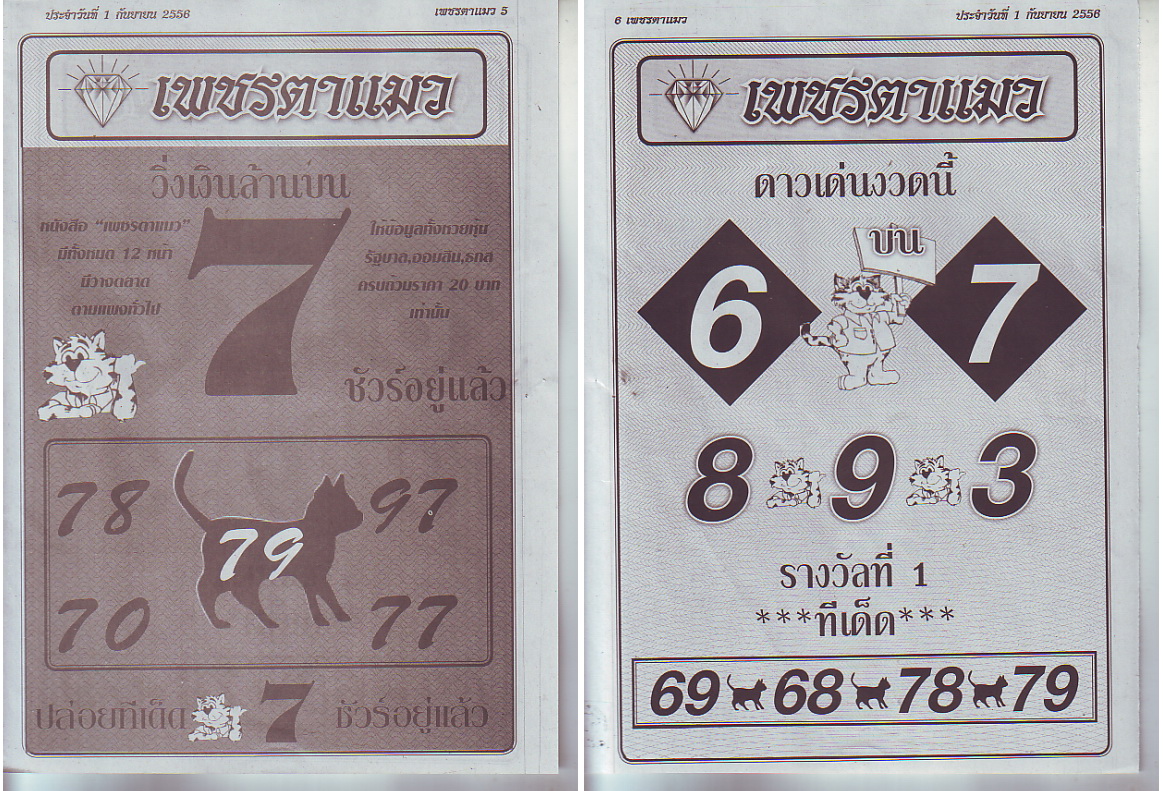 ประจำวันที่ 1 กันยายน 2556
เพชรตาแมว 5
เพชรตาแมว
วิ่งเงินล้านบน
หนังสือ “เพชรตาแมว”
มีทั้งหมด 12 หน้า
มีวางตลาด
ตามแผงทั่วไป
7
ให้ข้อมูลทั้งหวยหุ้น
รัฐบาล,ออมสิน,ธกส
ครบถ้วนราคา 20 บาท
เท่านั้น
ชัวร์อยู่แล้ว
78 97
79
70 77
ปล่อยทีเด็ด 7 ชัวร์อยู่แล้ว
6 เพชรตาแมว
ประจำวันที่ 1 กันยายน 2556
เพชรตาแมว
ดาวเด่นงวดนี้
บน
6 7
8 9 3
รางวัลที่ 1
***ทีเด็ด***
69 68 78 79